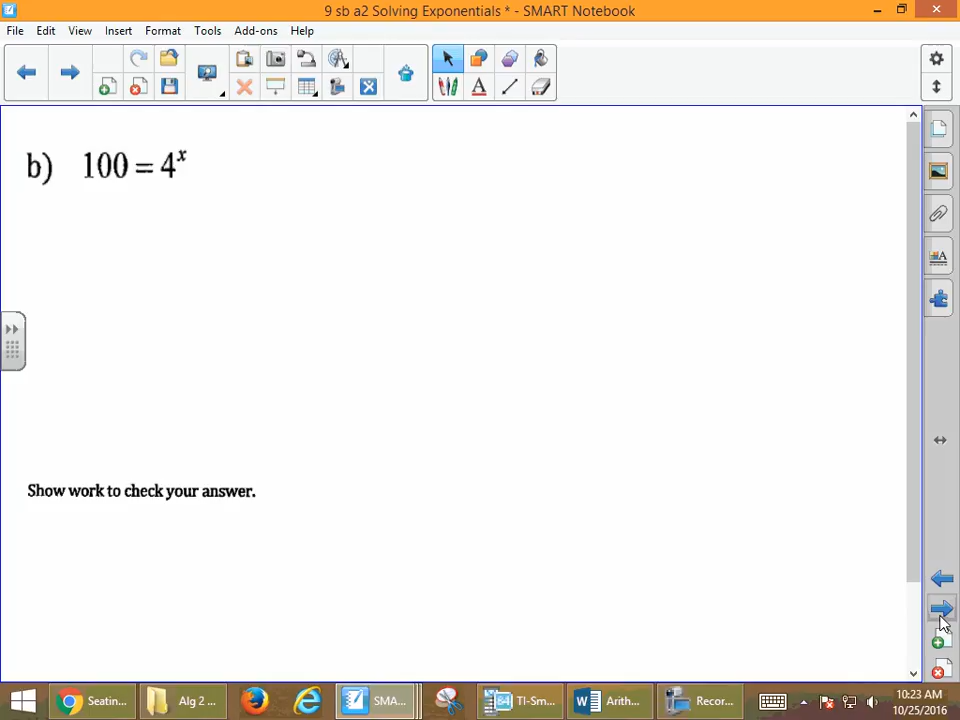 9 sb a2 Solving Exponentials * - SMART Notebook
File Edit View Insert Format Tools Add-ons Help
b) 100 = 4ˣ
Show work to check your answer.
Seatin... Alg 2 ... SMA... TI-Sm... Arith... Recor...
10:23 AM
10/25/2016